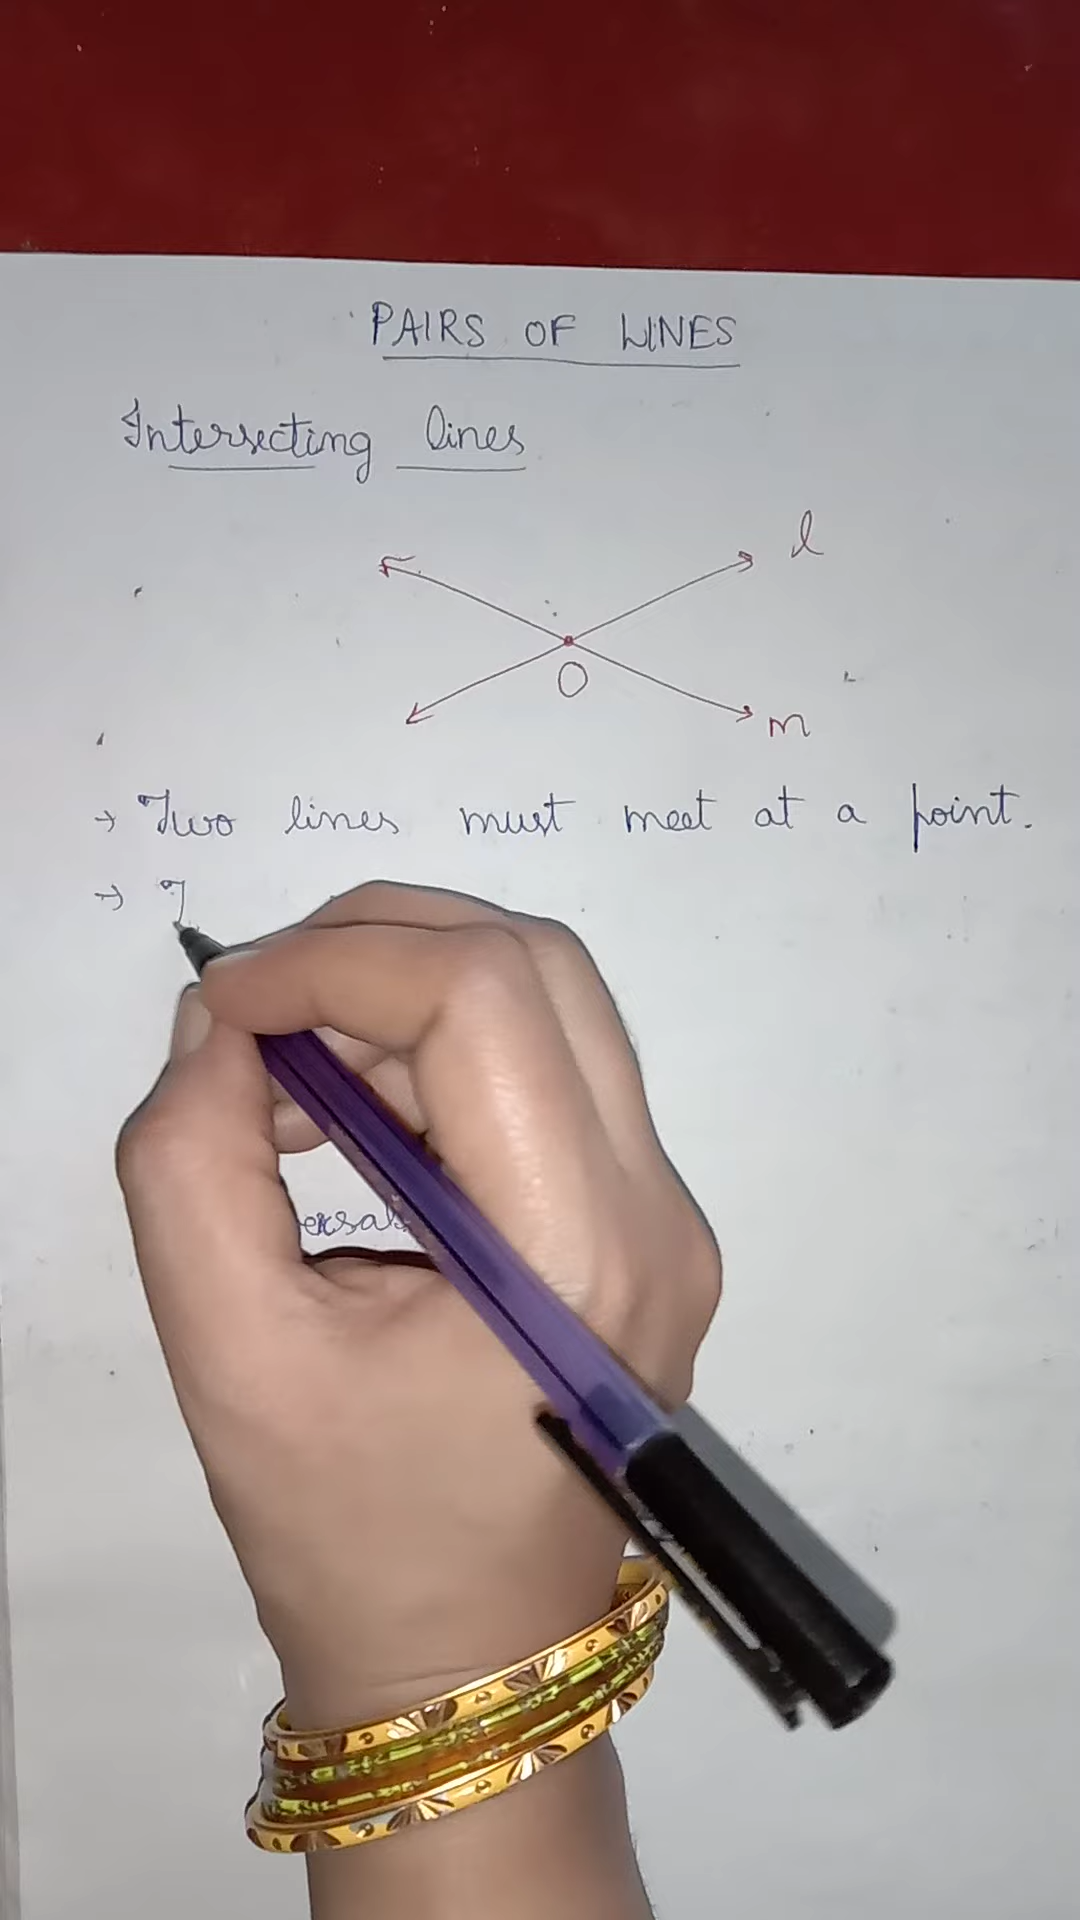 PAIRS OF LINES
Intersecting lines
l
O
m
→ Two lines must meet at a point.
→ T